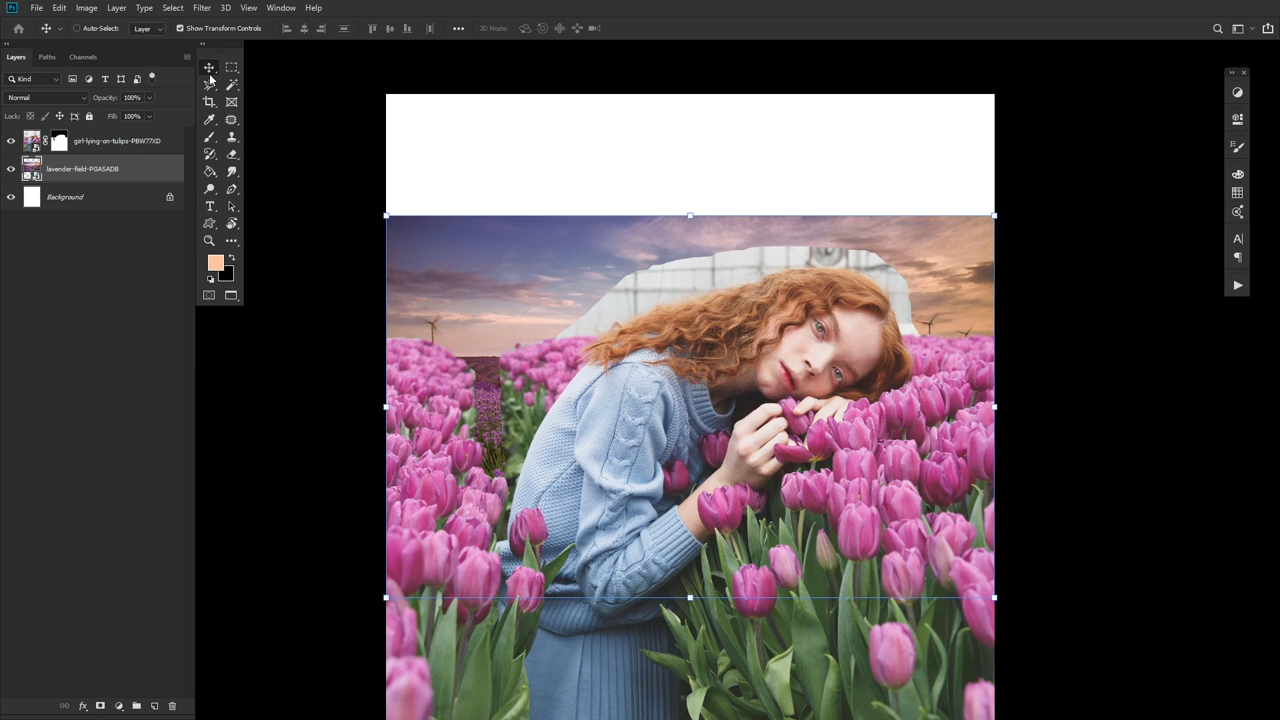 Ps File Edit Image Layer Type Select Filter 3D View Window Help
Auto-Select: Layer Show Transform Controls 3D Mode:
Layers Paths Channels
Kind
Normal Opacity: 100%
Lock: Fill: 100%
girl-lying-on-tulips-PBW77XD
lavender-field-PGASADB
Background